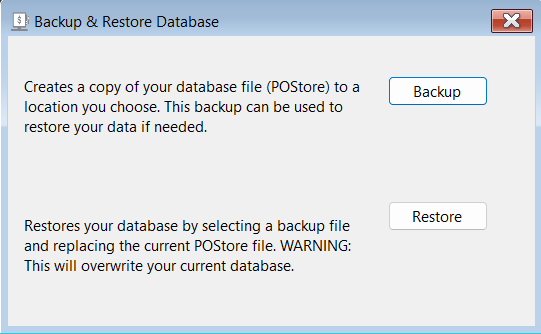 Backup & Restore Database
Creates a copy of your database file (POStore) to a
location you choose. This backup can be used to
restore your data if needed.
Backup
Restores your database by selecting a backup file
and replacing the current POStore file. WARNING:
This will overwrite your current database.
Restore